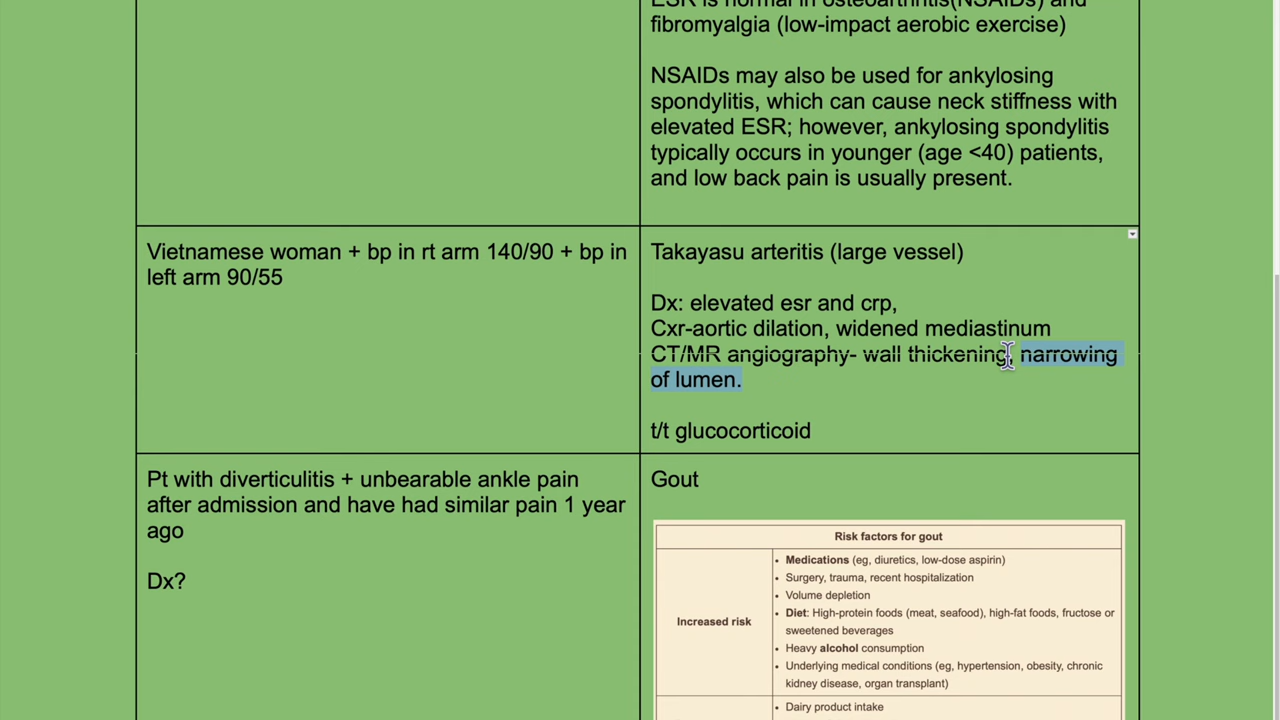 ESR is normal in osteoarthritis(NSAIDs) and
fibromyalgia (low-impact aerobic exercise)
NSAIDs may also be used for ankylosing
spondylitis, which can cause neck stiffness with
elevated ESR; however, ankylosing spondylitis
typically occurs in younger (age <40) patients,
and low back pain is usually present.
Vietnamese woman + bp in rt arm 140/90 + bp in
left arm 90/55
Takayasu arteritis (large vessel)
Dx: elevated esr and crp,
Cxr-aortic dilation, widened mediastinum
CT/MR angiography- wall thickening, narrowing
of lumen.
t/t glucocorticoid
Pt with diverticulitis + unbearable ankle pain
after admission and have had similar pain 1 year
ago
Dx?
Gout
Risk factors for gout
Increased risk
• Medications (eg, diuretics, low-dose aspirin)
• Surgery, trauma, recent hospitalization
• Volume depletion
• Diet: High-protein foods (meat, seafood), high-fat foods, fructose or
sweetened beverages
• Heavy alcohol consumption
• Underlying medical conditions (eg, hypertension, obesity, chronic
kidney disease, organ transplant)
• Dairy product intake